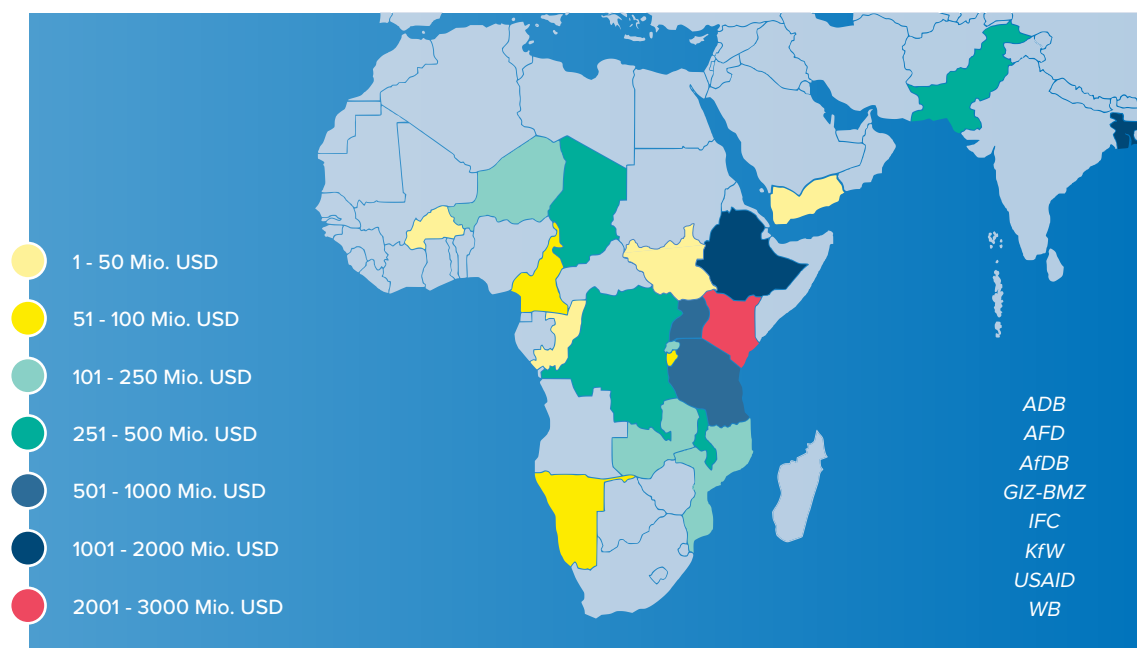 1 - 50 Mio. USD
51 - 100 Mio. USD
101 - 250 Mio. USD
251 - 500 Mio. USD
501 - 1000 Mio. USD
1001 - 2000 Mio. USD
2001 - 3000 Mio. USD
ADB
AFD
AfDB
GIZ-BMZ
IFC
KfW
USAID
WB